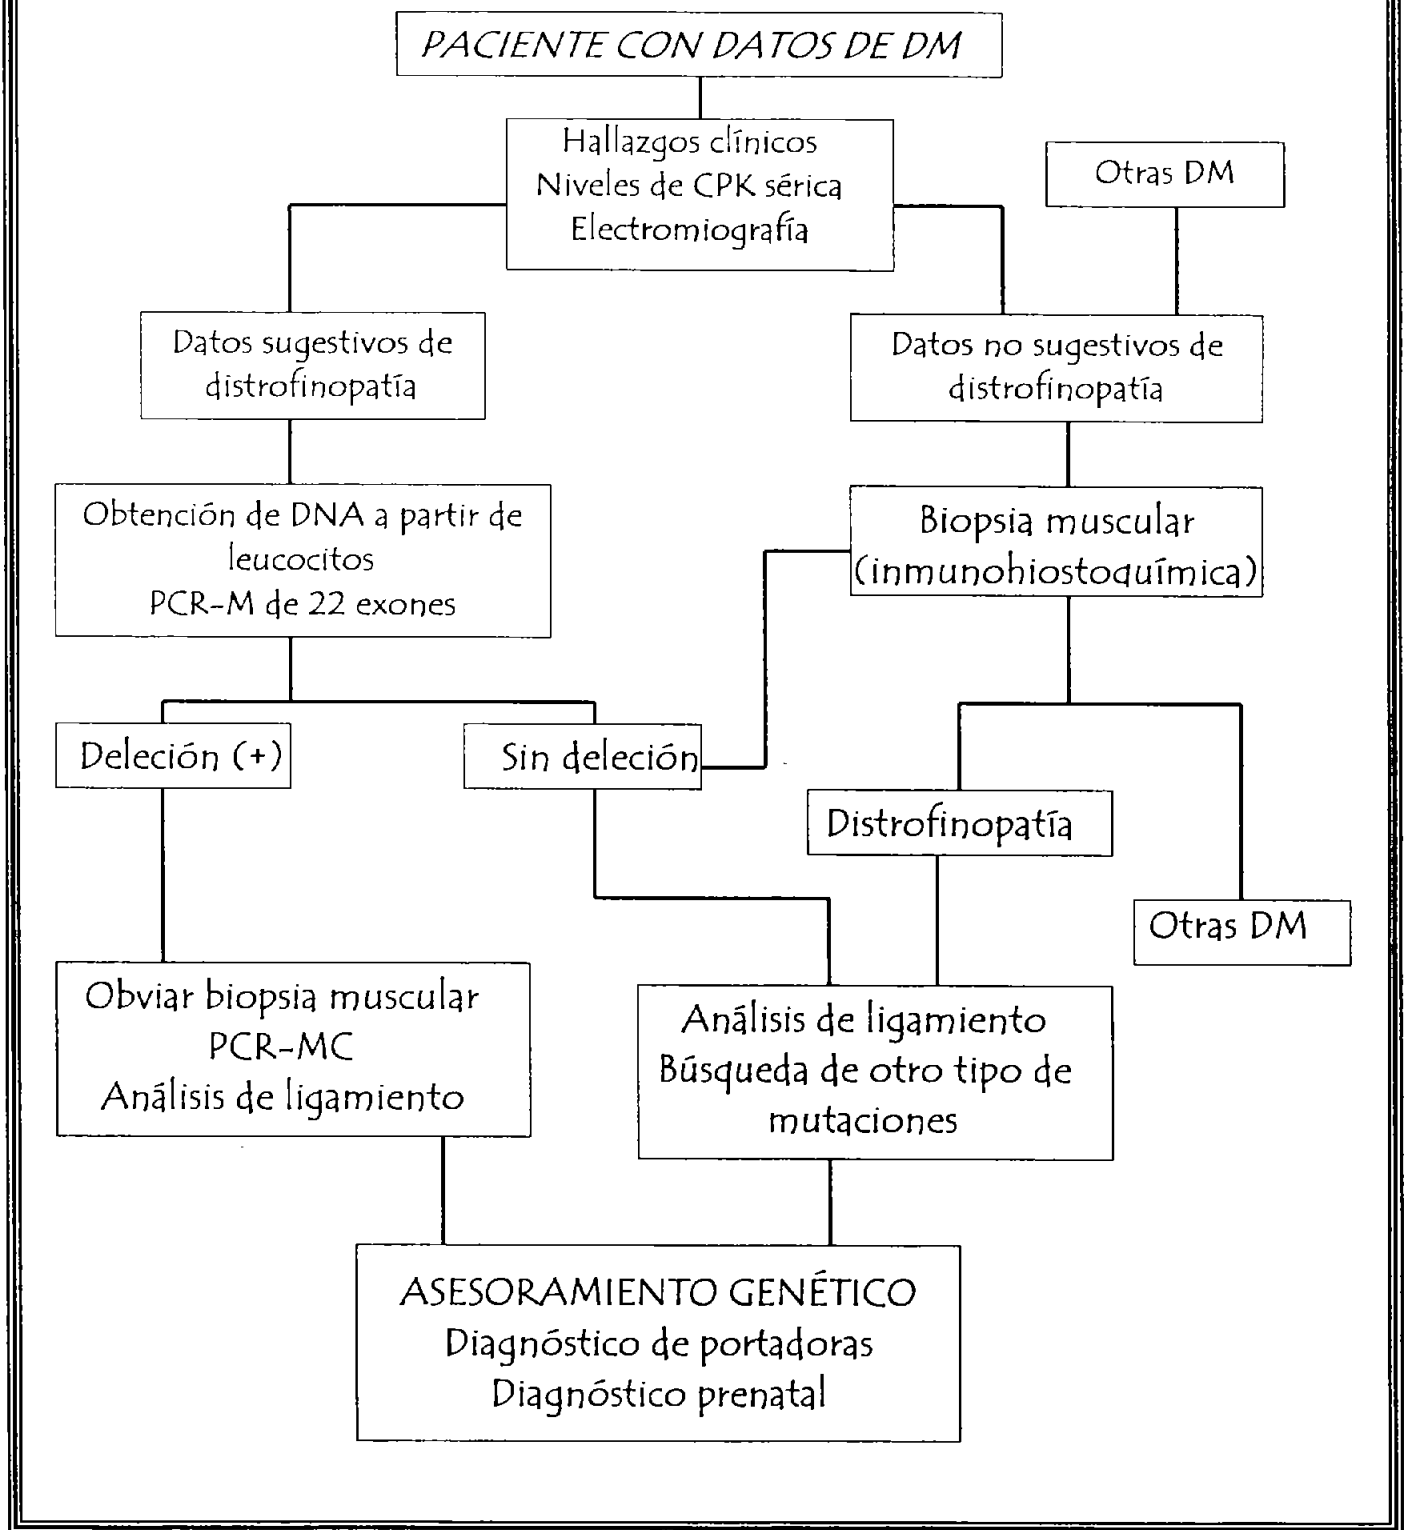 PACIENTE CON DATOS DE DM
Hallazgos clínicos
Niveles de CPK sérica
Electromiografía
Otras DM
Datos sugestivos de
distrofinopatía
Datos no sugestivos de
distrofinopatía
Obtención de DNA a partir de
leucocitos
PCR-M de 22 exones
Biopsia muscular
(inmunohiostoquímica)
Deleción (+)
Sin deleción
Distrofinopatía
Otras DM
Obviar biopsia muscular
PCR-MC
Análisis de ligamiento
Análisis de ligamiento
Búsqueda de otro tipo de
mutaciones
ASESORAMIENTO GENÉTICO
Diagnóstico de portadoras
Diagnóstico prenatal